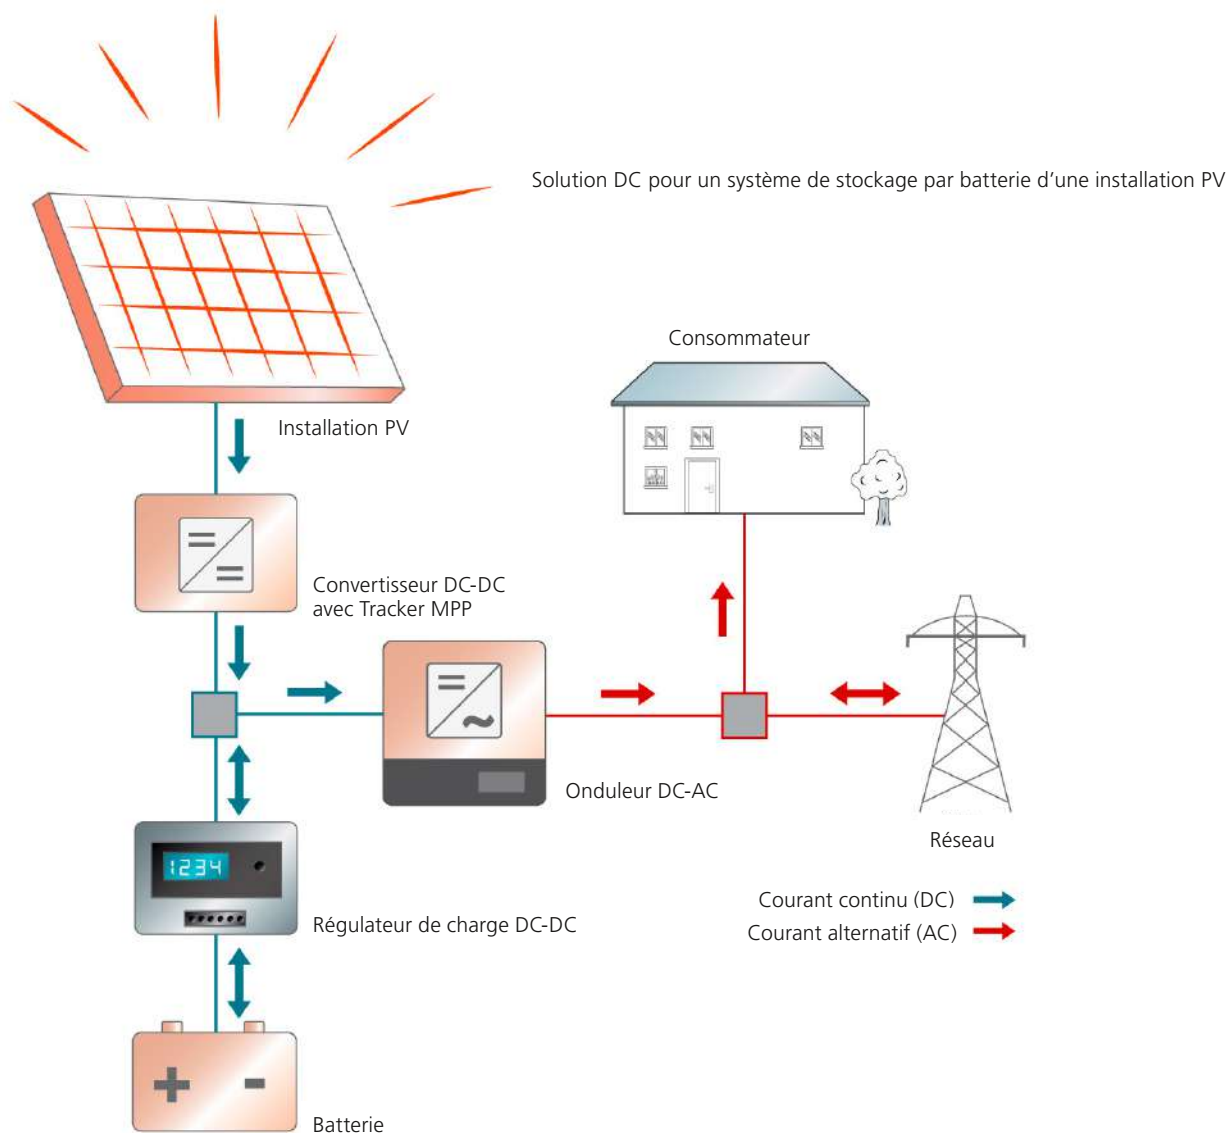 Solution DC pour un système de stockage par batterie d’une installation PV
Consommateur
Installation PV
Convertisseur DC-DC
avec Tracker MPP
Onduleur DC-AC
Réseau
1234
Régulateur de charge DC-DC
Courant continu (DC)
Courant alternatif (AC)
+ -
Batterie